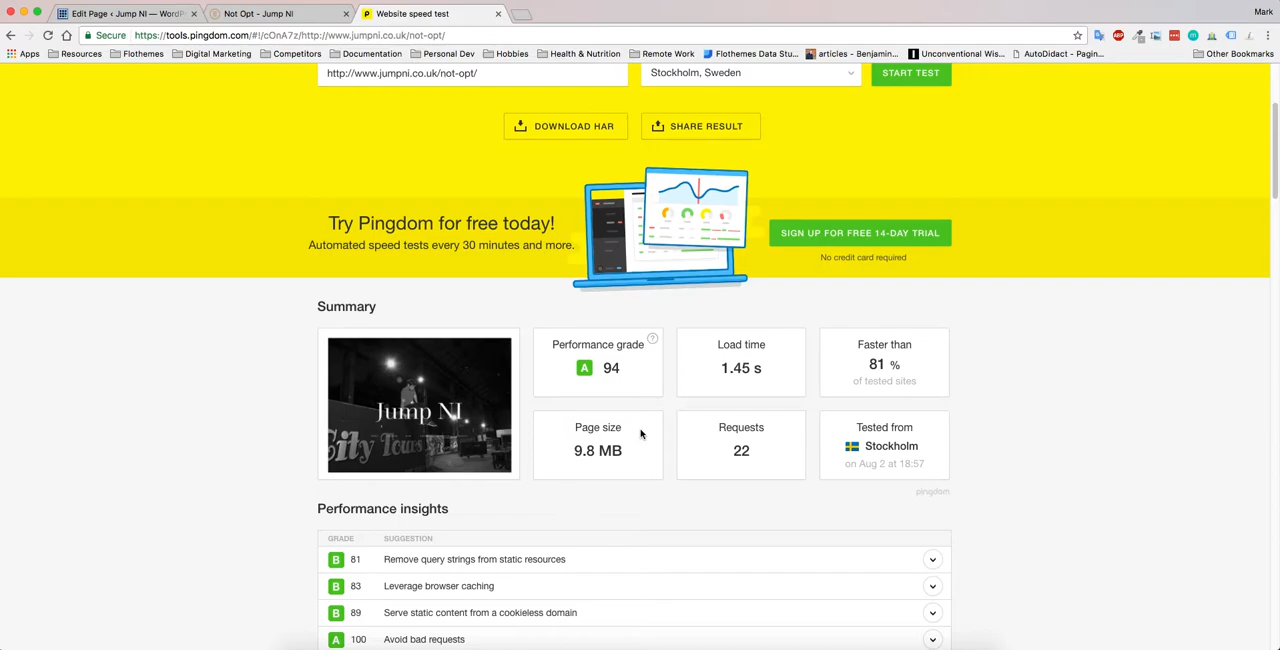 Edit Page ‹ Jump NI — WordPr
Not Opt - Jump NI
Website speed test
Mark
Secure
https://tools.pingdom.com/#!/cOnA7z/http://www.jumpni.co.uk/not-opt/
Apps
Resources
Flothemes
Digital Marketing
Competitors
Documentation
Personal Dev
Hobbies
Health & Nutrition
Remote Work
Flothemes Data Stu...
articles - Benjamin...
Unconventional Wis...
AutoDidact - Pagin...
Other Bookmarks
http://www.jumpni.co.uk/not-opt/
Stockholm, Sweden
START TEST
DOWNLOAD HAR
SHARE RESULT
Try Pingdom for free today!
Automated speed tests every 30 minutes and more.
SIGN UP FOR FREE 14-DAY TRIAL
No credit card required
Summary
Jump NI
City Tours
Performance grade ?
A 94
Load time
1.45 s
Faster than
81 %
of tested sites
Page size
9.8 MB
Requests
22
Tested from
Stockholm
on Aug 2 at 18:57
pingdom
Performance insights
GRADE SUGGESTION
B 81 Remove query strings from static resources
B 83 Leverage browser caching
B 89 Serve static content from a cookieless domain
A 100 Avoid bad requests